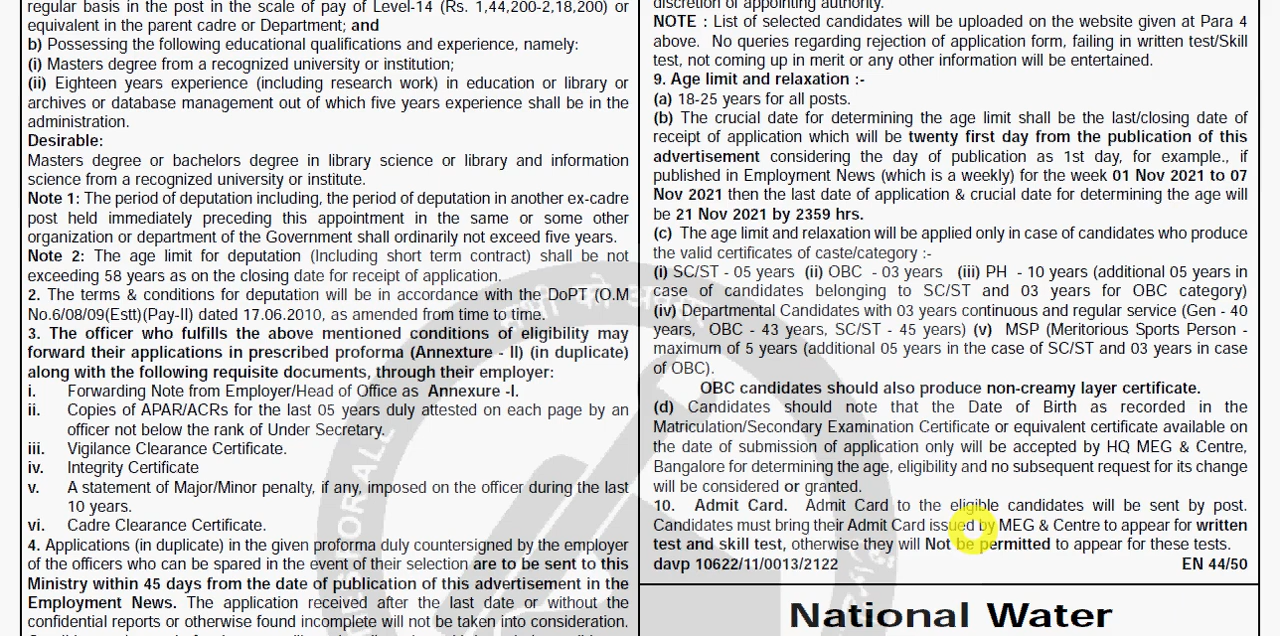 regular basis in the post in the scale of pay of Level-14 (Rs. 1,44,200-2,18,200) or
equivalent in the parent cadre or Department; and
b) Possessing the following educational qualifications and experience, namely:
(i) Masters degree from a recognized university or institution;
(ii) Eighteen years experience (including research work) in education or library or
archives or database management out of which five years experience shall be in the
administration.
Desirable:
Masters degree or bachelors degree in library science or library and information
science from a recognized university or institute.
Note 1: The period of deputation including, the period of deputation in another ex-cadre
post held immediately preceding this appointment in the same or some other
organization or department of the Government shall ordinarily not exceed five years.
Note 2: The age limit for deputation (Including short term contract) shall be not
exceeding 58 years as on the closing date for receipt of application.
2. The terms & conditions for deputation will be in accordance with the DoPT (O.M
No.6/08/09(Estt)(Pay-II) dated 17.06.2010, as amended from time to time.
3. The officer who fulfills the above mentioned conditions of eligibility may
forward their applications in prescribed proforma (Annexture - II) (in duplicate)
along with the following requisite documents, through their employer:
i. Forwarding Note from Employer/Head of Office as Annexure -I.
ii. Copies of APAR/ACRs for the last 05 years duly attested on each page by an
officer not below the rank of Under Secretary.
iii. Vigilance Clearance Certificate.
iv. Integrity Certificate
v. A statement of Major/Minor penalty, if any, imposed on the officer during the last
10 years.
vi. Cadre Clearance Certificate.
4. Applications (in duplicate) in the given proforma duly countersigned by the employer
of the officers who can be spared in the event of their selection are to be sent to this
Ministry within 45 days from the date of publication of this advertisement in the
Employment News. The application received after the last date or without the
confidential reports or otherwise found incomplete will not be taken into consideration.
discretion of appointing authority.
NOTE : List of selected candidates will be uploaded on the website given at Para 4
above. No queries regarding rejection of application form, failing in written test/Skill
test, not coming up in merit or any other information will be entertained.
9. Age limit and relaxation :-
(a) 18-25 years for all posts.
(b) The crucial date for determining the age limit shall be the last/closing date of
receipt of application which will be twenty first day from the publication of this
advertisement considering the day of publication as 1st day, for example., if
published in Employment News (which is a weekly) for the week 01 Nov 2021 to 07
Nov 2021 then the last date of application & crucial date for determining the age will
be 21 Nov 2021 by 2359 hrs.
(c) The age limit and relaxation will be applied only in case of candidates who produce
the valid certificates of caste/category :-
(i) SC/ST - 05 years (ii) OBC - 03 years (iii) PH - 10 years (additional 05 years in
case of candidates belonging to SC/ST and 03 years for OBC category)
(iv) Departmental Candidates with 03 years continuous and regular service (Gen - 40
years, OBC - 43 years, SC/ST - 45 years) (v) MSP (Meritorious Sports Person -
maximum of 5 years (additional 05 years in the case of SC/ST and 03 years in case
of OBC).
OBC candidates should also produce non-creamy layer certificate.
(d) Candidates should note that the Date of Birth as recorded in the
Matriculation/Secondary Examination Certificate or equivalent certificate available on
the date of submission of application only will be accepted by HQ MEG & Centre,
Bangalore for determining the age, eligibility and no subsequent request for its change
will be considered or granted.
10. Admit Card. Admit Card to the eligible candidates will be sent by post.
Candidates must bring their Admit Card issued by MEG & Centre to appear for written
test and skill test, otherwise they will Not be permitted to appear for these tests.
davp 10622/11/0013/2122 EN 44/50
National Water